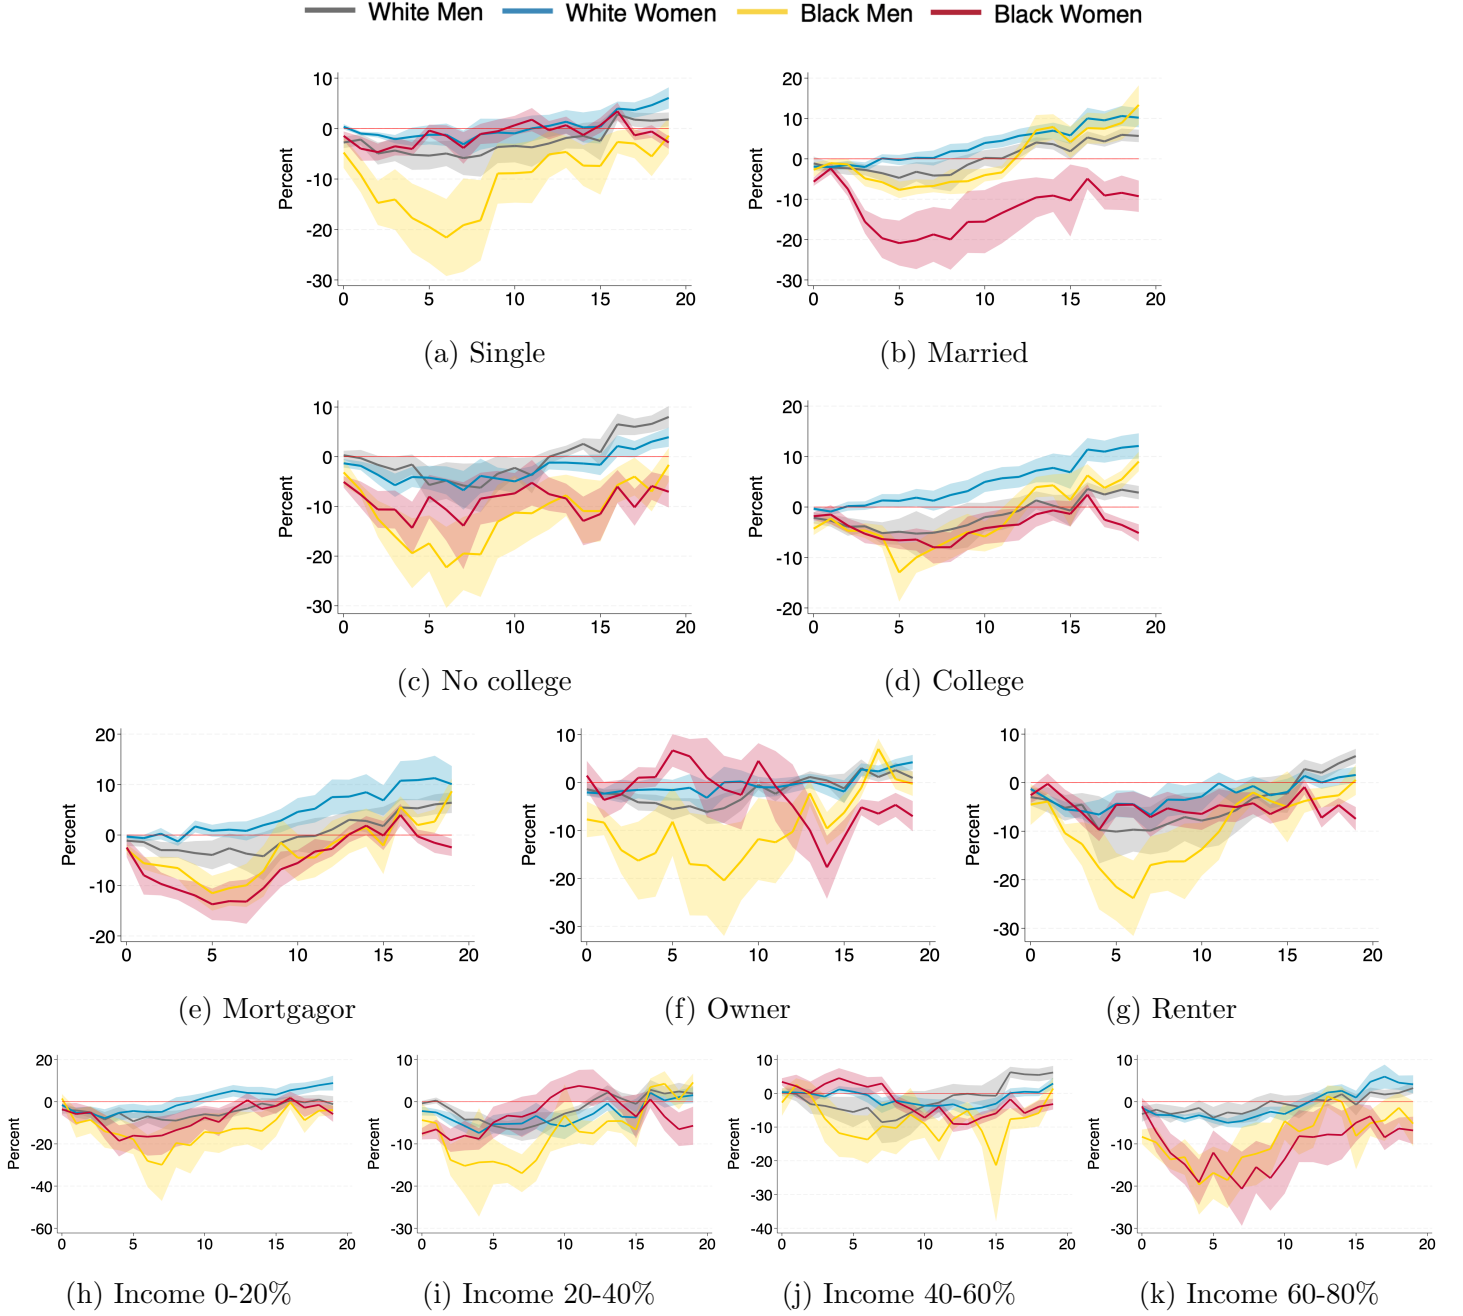 White Men White Women Black Men Black Women
10
0
-10
-20
-30
Percent
0 5 10 15 20
(a) Single
20
10
0
-10
-20
-30
Percent
0 5 10 15 20
(b) Married
10
0
-10
-20
-30
Percent
0 5 10 15 20
(c) No college
20
10
0
-10
-20
Percent
0 5 10 15 20
(d) College
20
10
0
-10
-20
Percent
0 5 10 15 20
(e) Mortgagor
10
0
-10
-20
-30
Percent
0 5 10 15 20
(f) Owner
10
0
-10
-20
-30
Percent
0 5 10 15 20
(g) Renter
20
0
-20
-40
-60
Percent
0 5 10 15 20
(h) Income 0-20%
10
0
-10
-20
-30
Percent
0 5 10 15 20
(i) Income 20-40%
10
0
-10
-20
-30
-40
Percent
0 5 10 15 20
(j) Income 40-60%
10
0
-10
-20
-30
Percent
0 5 10 15 20
(k) Income 60-80%